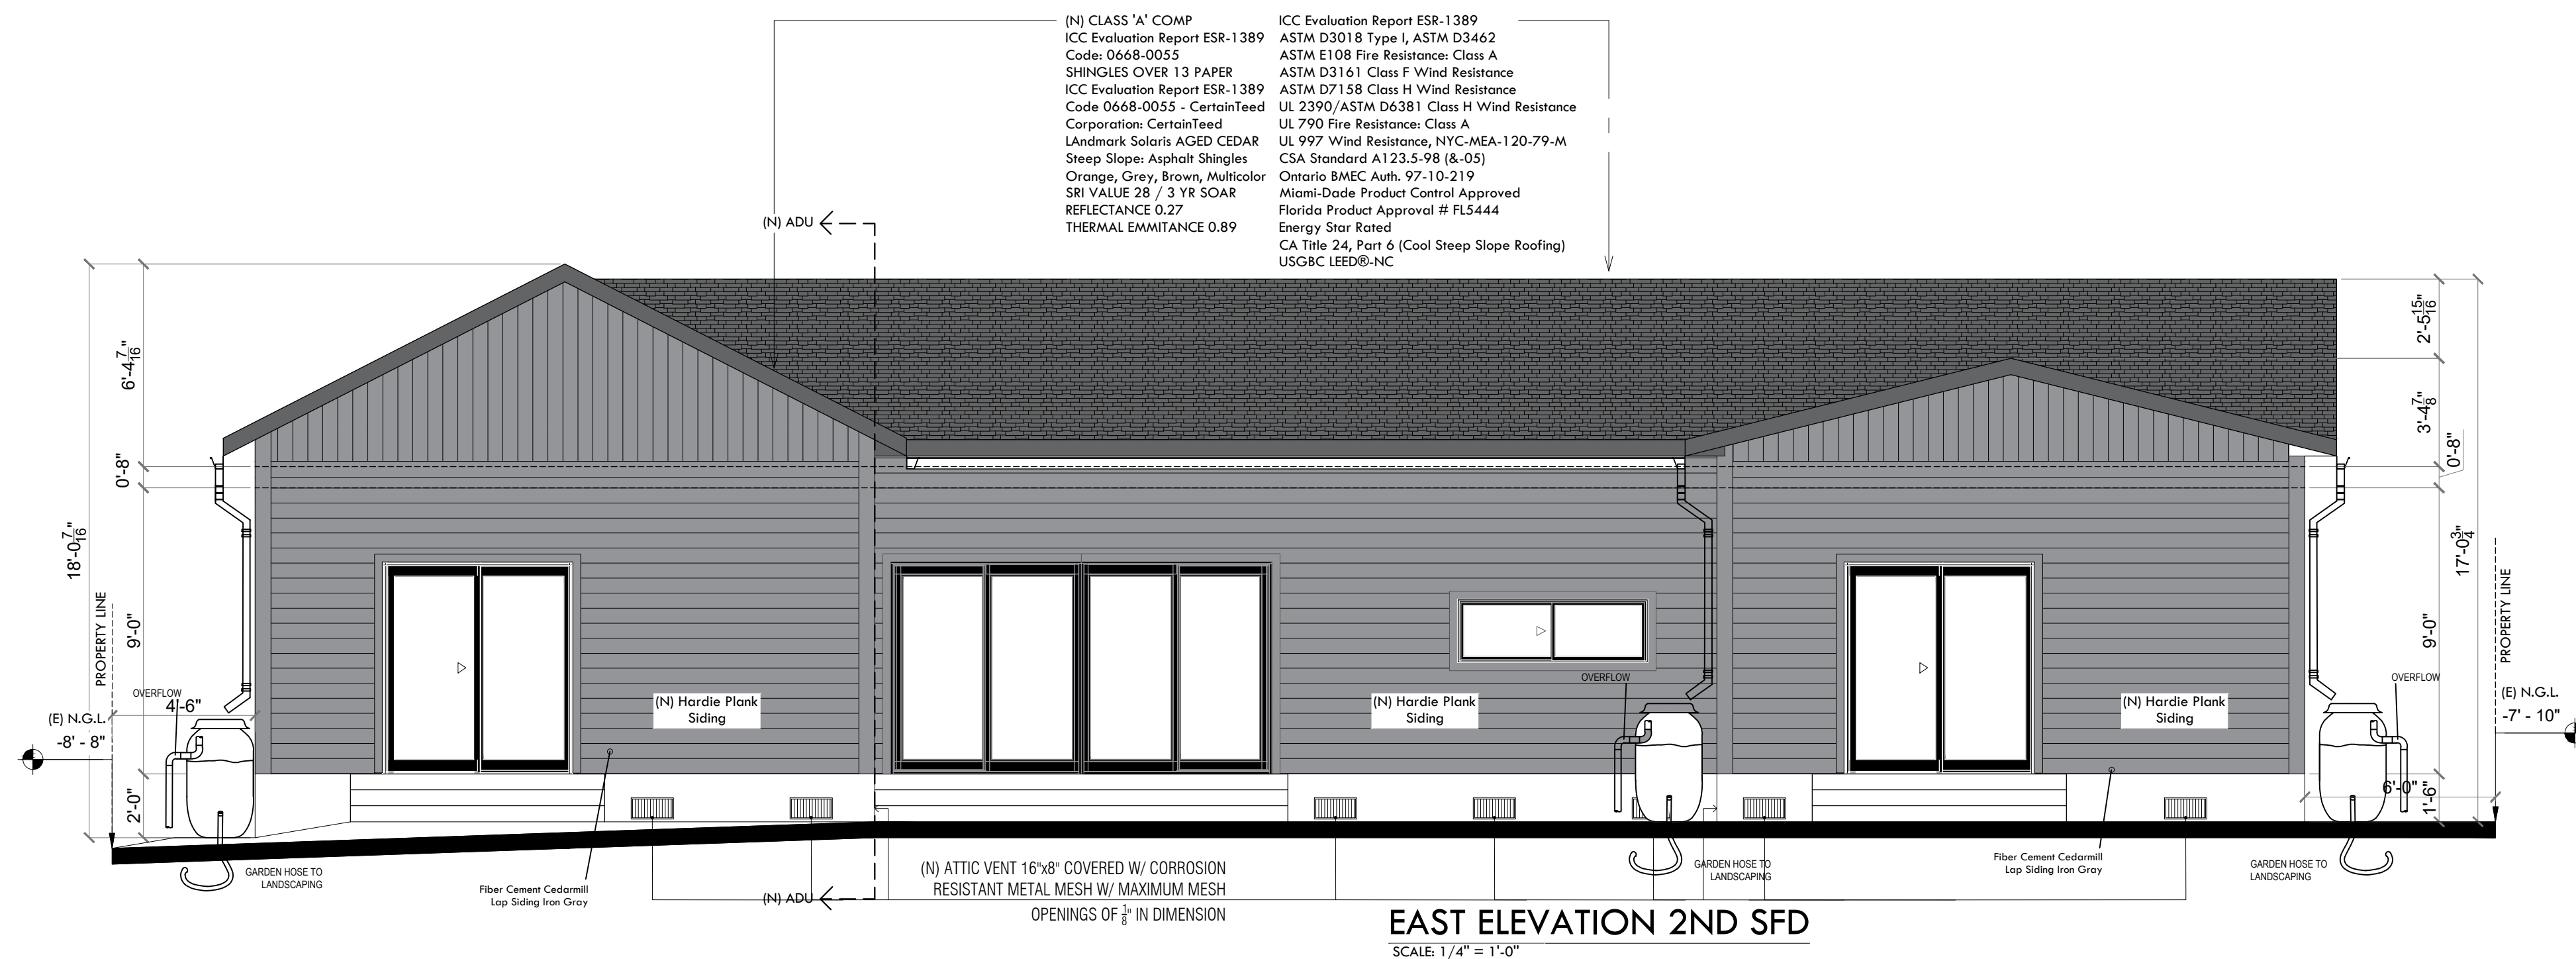 (N) CLASS 'A' COMP
ICC Evaluation Report ESR-1389
Code: 0668-0055
SHINGLES OVER 13 PAPER
ICC Evaluation Report ESR-1389
Code 0668-0055 - CertainTeed
Corporation: CertainTeed
LAndmark Solaris AGED CEDAR
Steep Slope: Asphalt Shingles
Orange, Grey, Brown, Multicolor
SRI VALUE 28 / 3 YR SOAR
REFLECTANCE 0.27
THERMAL EMMITANCE 0.89
ICC Evaluation Report ESR-1389
ASTM D3018 Type I, ASTM D3462
ASTM E108 Fire Resistance: Class A
ASTM D3161 Class F Wind Resistance
ASTM D7158 Class H Wind Resistance
UL 2390/ASTM D6381 Class H Wind Resistance
UL 790 Fire Resistance: Class A
UL 997 Wind Resistance, NYC-MEA-120-79-M
CSA Standard A123.5-98 (&-05)
Ontario BMEC Auth. 97-10-219
Miami-Dade Product Control Approved
Florida Product Approval # FL5444
Energy Star Rated
CA Title 24, Part 6 (Cool Steep Slope Roofing)
USGBC LEED®-NC
(N) ADU
6'-4 7/16"
0'-8"
18'-0 7/16"
9'-0"
2'-0"
PROPERTY LINE
OVERFLOW
4'-6"
(E) N.G.L.
-8' - 8"
(N) Hardie Plank
Siding
(N) Hardie Plank
Siding
OVERFLOW
(N) Hardie Plank
Siding
2'-5 15/16"
3'-4 7/8"
0'-8"
17'-0 3/4"
9'-0"
1'-6"
6'-0"
PROPERTY LINE
OVERFLOW
(E) N.G.L.
-7' - 10"
GARDEN HOSE TO
LANDSCAPING
Fiber Cement Cedarmill
Lap Siding Iron Gray
(N) ADU
(N) ATTIC VENT 16"x8" COVERED W/ CORROSION
RESISTANT METAL MESH W/ MAXIMUM MESH
OPENINGS OF 1/8" IN DIMENSION
GARDEN HOSE TO
LANDSCAPING
Fiber Cement Cedarmill
Lap Siding Iron Gray
GARDEN HOSE TO
LANDSCAPING
EAST ELEVATION 2ND SFD
SCALE: 1/4" = 1'-0"